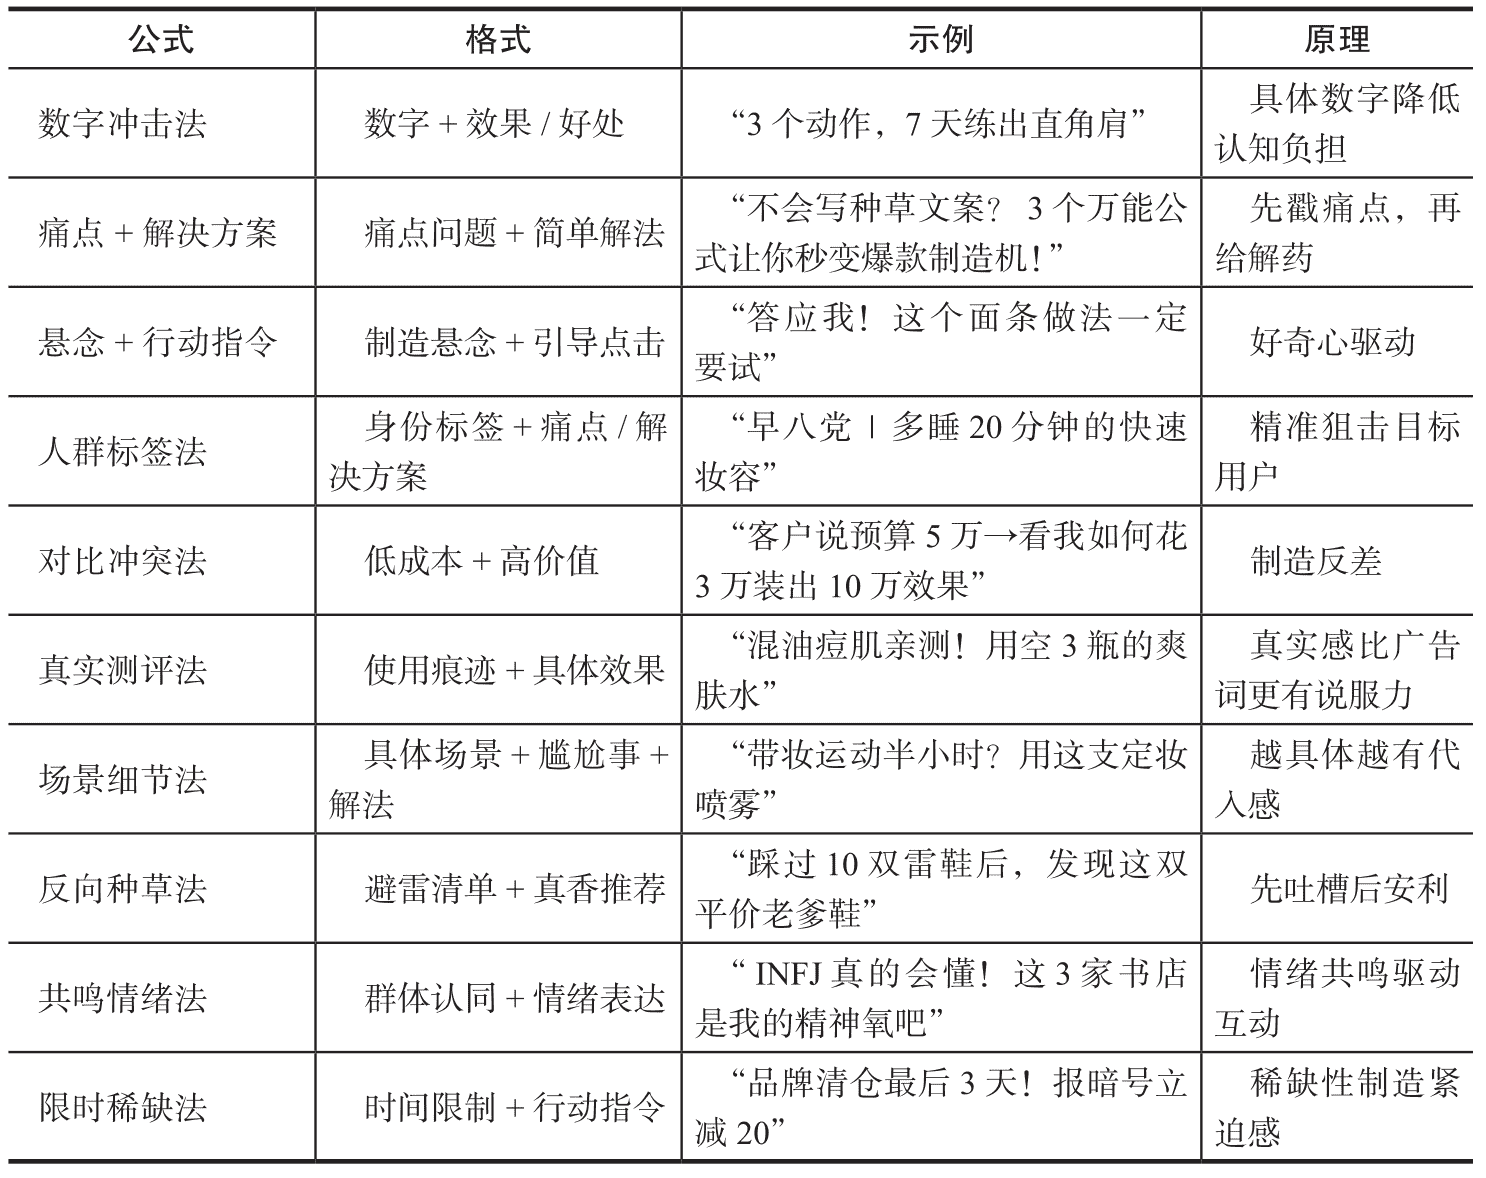 公式 格式 示例 原理
数字冲击法 数字 + 效果 / 好处 “3 个动作，7 天练出直角肩” 具体数字降低
认知负担
痛点 + 解决方案 痛点问题 + 简单解法 “不会写种草文案？ 3 个万能公
式让你秒变爆款制造机！” 先戳痛点，再
给解药
悬念 + 行动指令 制造悬念 + 引导点击 “答应我！这个面条做法一定
要试” 好奇心驱动
人群标签法 身份标签 + 痛点 / 解
决方案 “早八党 | 多睡 20 分钟的快速
妆容” 精准狙击目标
用户
对比冲突法 低成本 + 高价值 “客户说预算 5 万→看我如何花
3 万装出 10 万效果” 制造反差
真实测评法 使用痕迹 + 具体效果 “混油痘肌亲测！用空 3 瓶的爽
肤水” 真实感比广告
词更有说服力
场景细节法 具体场景 + 尴尬事 +
解法 “带妆运动半小时？用这支定妆
喷雾” 越具体越有代
入感
反向种草法 避雷清单 + 真香推荐 “踩过 10 双雷鞋后，发现这双
平价老爹鞋” 先吐槽后安利
共鸣情绪法 群体认同 + 情绪表达 “ INFJ 真的会懂！这 3 家书店
是我的精神氧吧” 情绪共鸣驱动
互动
限时稀缺法 时间限制 + 行动指令 “品牌清仓最后 3 天！报暗号立
减 20” 稀缺性制造紧
迫感